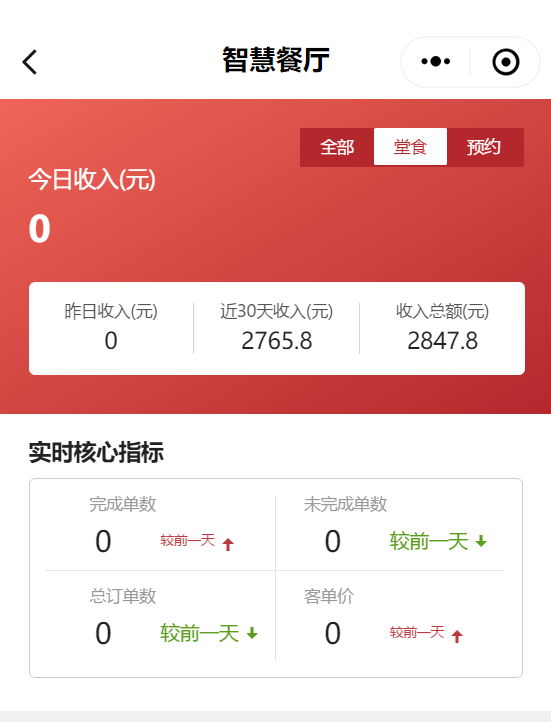 智慧餐厅
全部 堂食 预约
今日收入(元)
0
昨日收入(元) 近30天收入(元) 收入总额(元)
0 2765.8 2847.8
实时核心指标
完成单数 未完成单数
0 较前一天 0 较前一天
总订单数 客单价
0 较前一天 0 较前一天